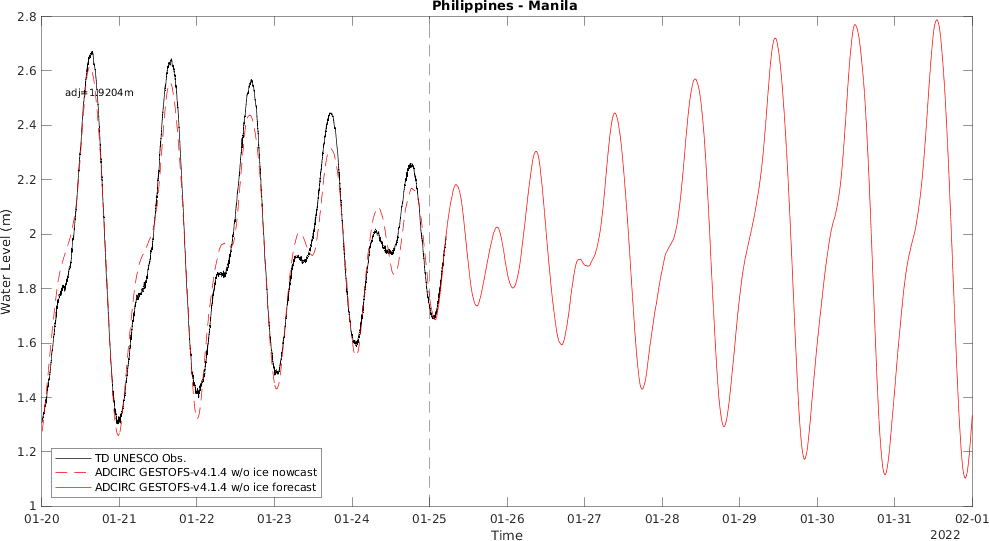 Philippines - Manila
2.8
2.6
adj=1.9204m
2.4
2.2
2
Water Level (m)
1.8
1.6
1.4
1.2
1
TD UNESCO Obs.
ADCIRC GESTOFS-v4.1.4 w/o ice nowcast
ADCIRC GESTOFS-v4.1.4 w/o ice forecast
01-20 01-21 01-22 01-23 01-24 01-25 01-26 01-27 01-28 01-29 01-30 01-31 02-01
Time
2022